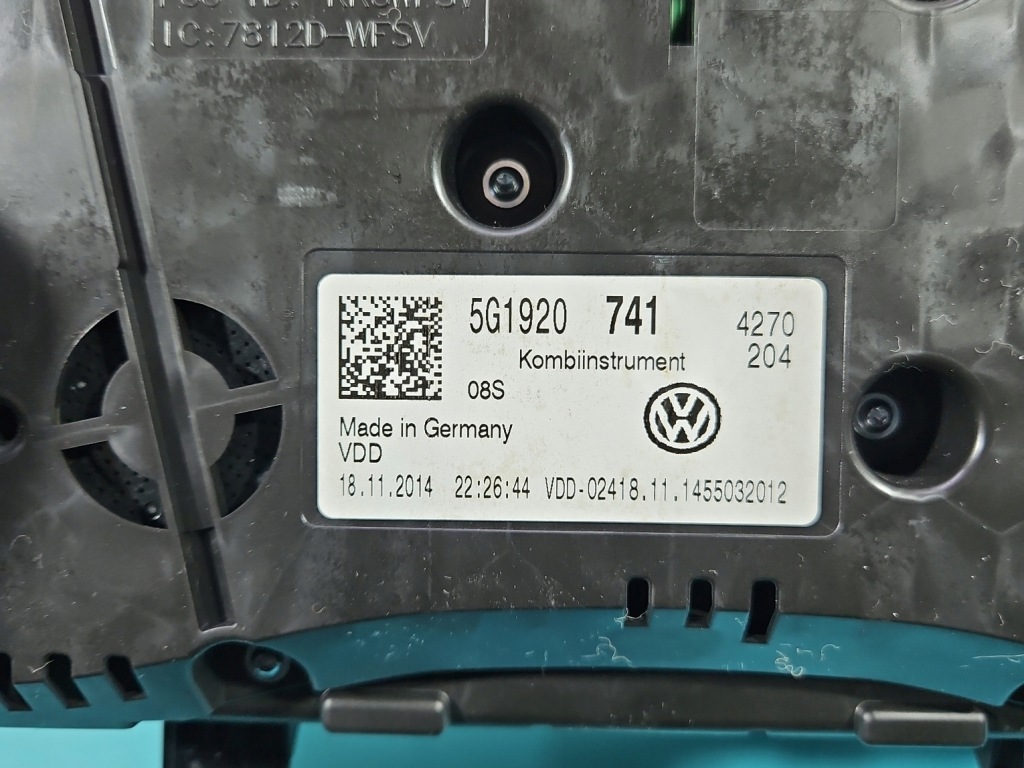 IC:7812D-WFSV
5G1920 741 4270
Kombiinstrument 204
08S
Made in Germany
VDD
18.11.2014 22:26:44 VDD-02418.11.1455032012